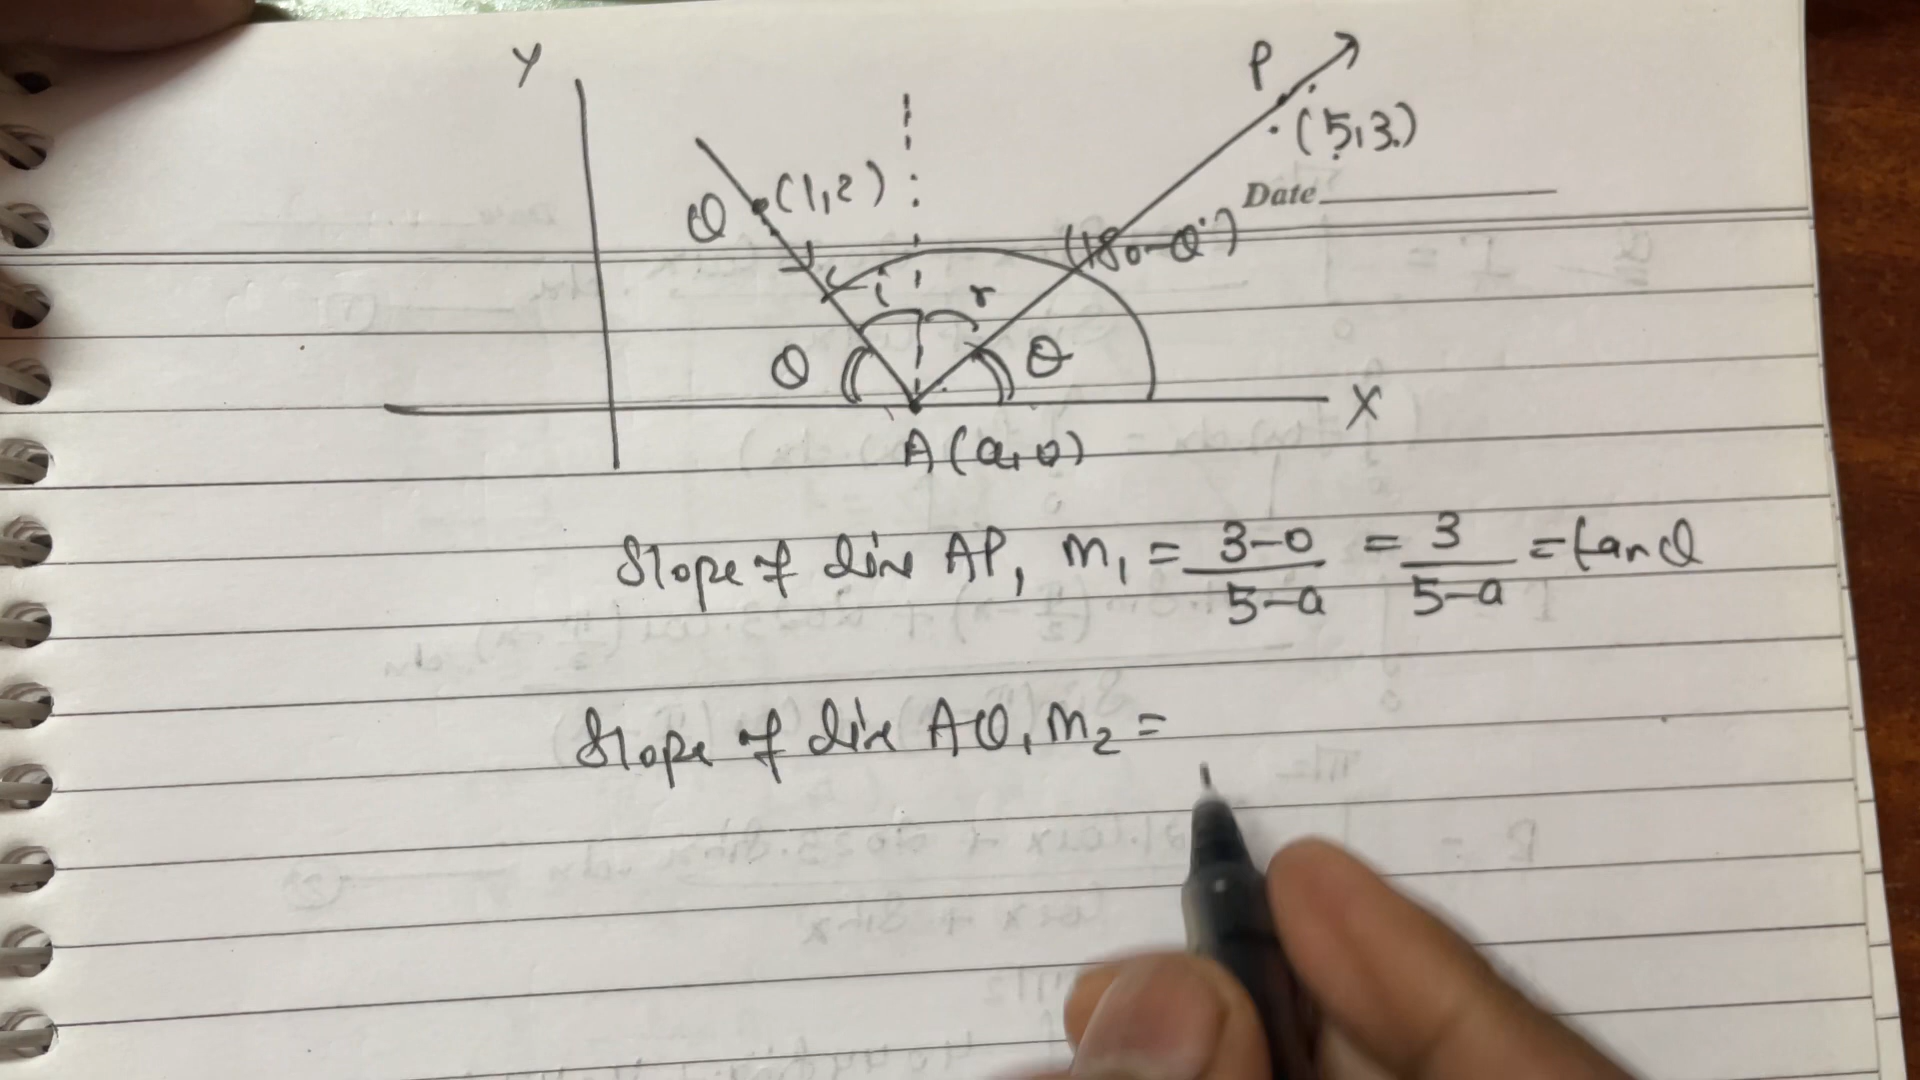 Y
P
(5,3)
Q (1,2)
Date
(180-θ)
i r
θ θ
X
A(a,0)
Slope of line AP, m₁ = 3-0/5-a = 3/5-a = tanθ
Slope of line AQ, m₂ =